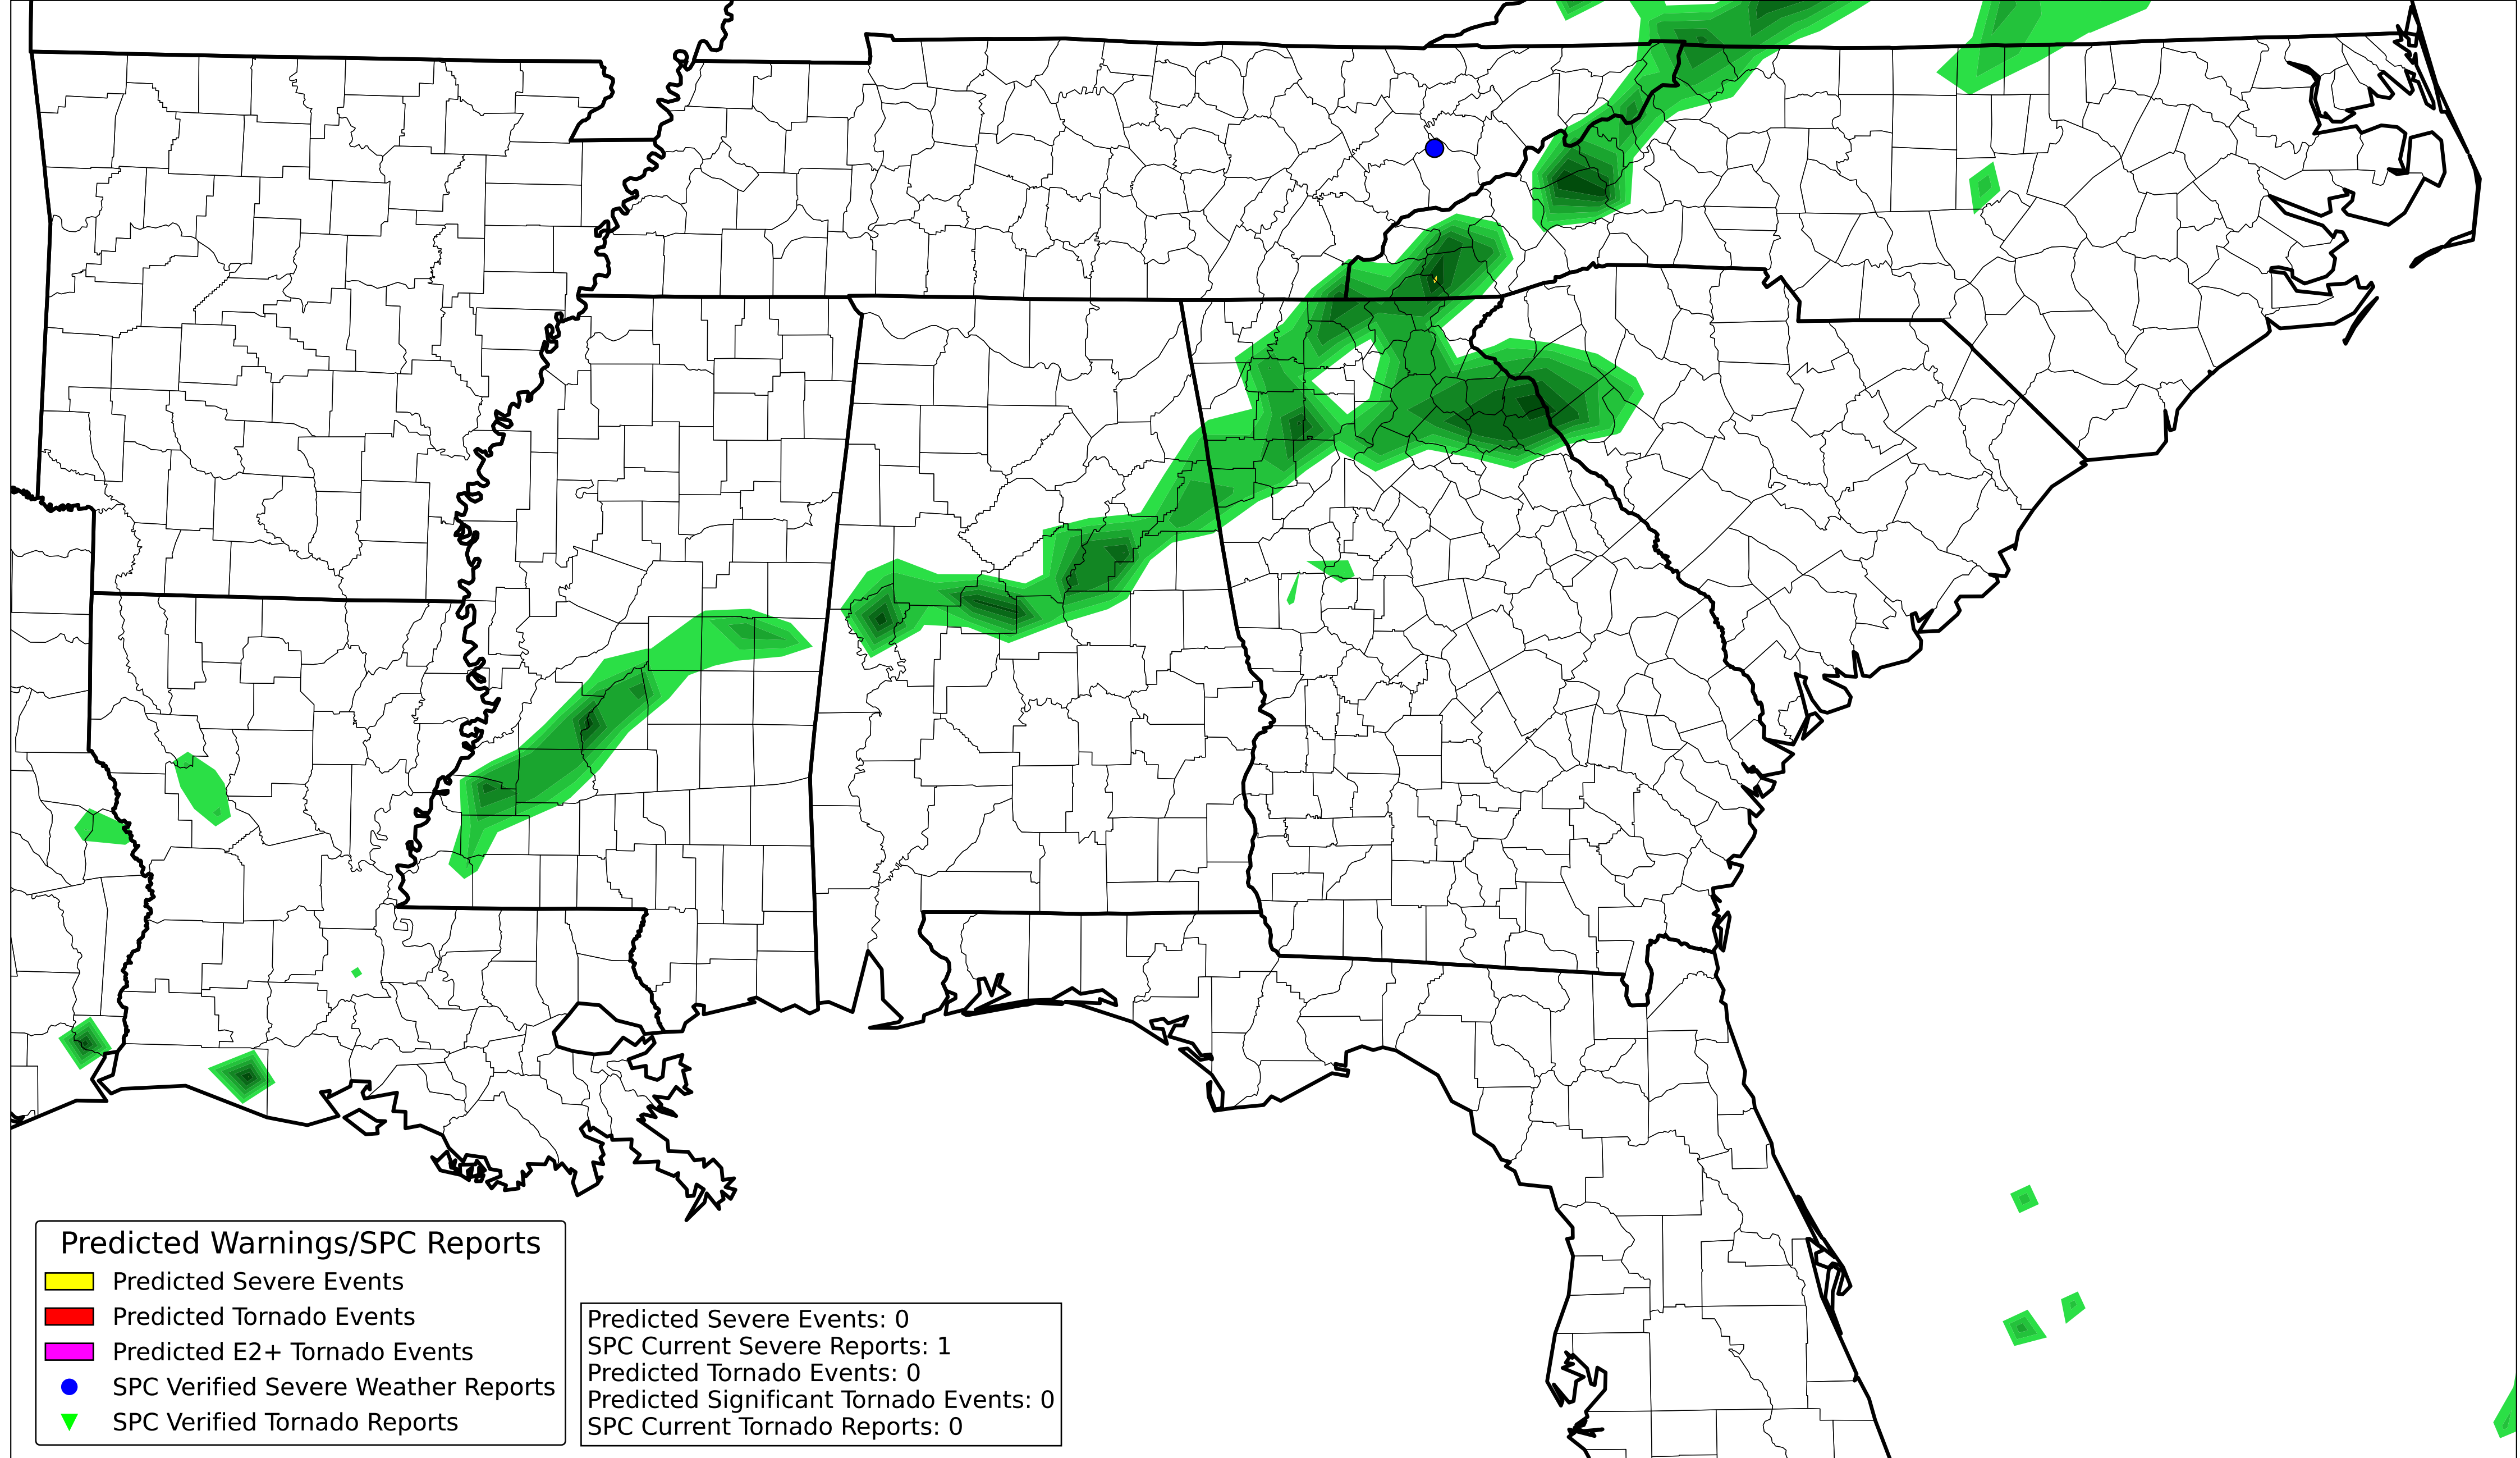 Predicted Warnings/SPC Reports
Predicted Severe Events
Predicted Tornado Events
Predicted E2+ Tornado Events
SPC Verified Severe Weather Reports
SPC Verified Tornado Reports
Predicted Severe Events: 0
SPC Current Severe Reports: 1
Predicted Tornado Events: 0
Predicted Significant Tornado Events: 0
SPC Current Tornado Reports: 0